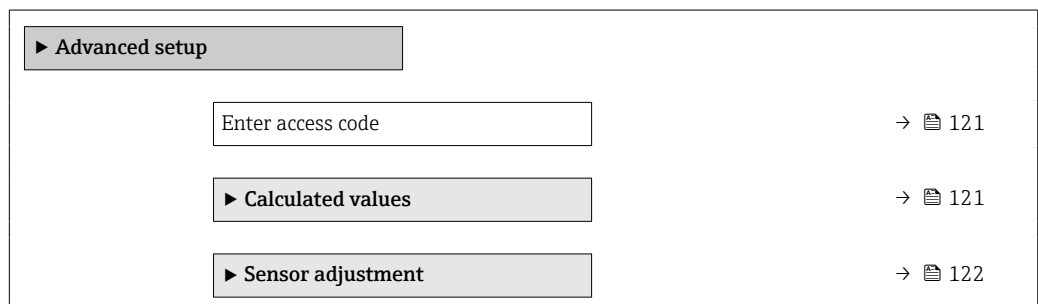 ▶ Advanced setup
Enter access code → 121
▶ Calculated values → 121
▶ Sensor adjustment → 122